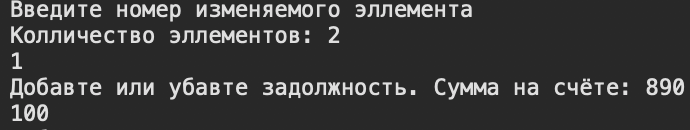 Введите номер изменяемого эллемента
Колличество эллементов: 2
1
Добавте или убавте задолжность. Сумма на счёте: 890
100